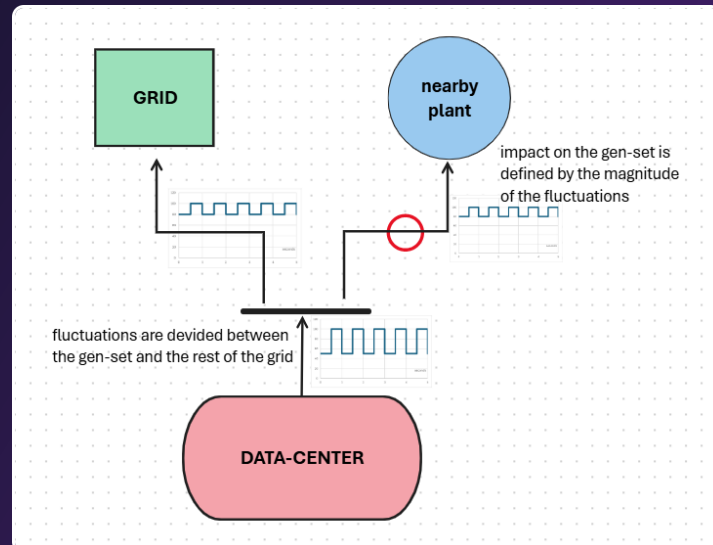 GRID
nearby
plant
impact on the gen-set is
defined by the magnitude
of the fluctuations
fluctuations are devided between
the gen-set and the rest of the grid
DATA-CENTER